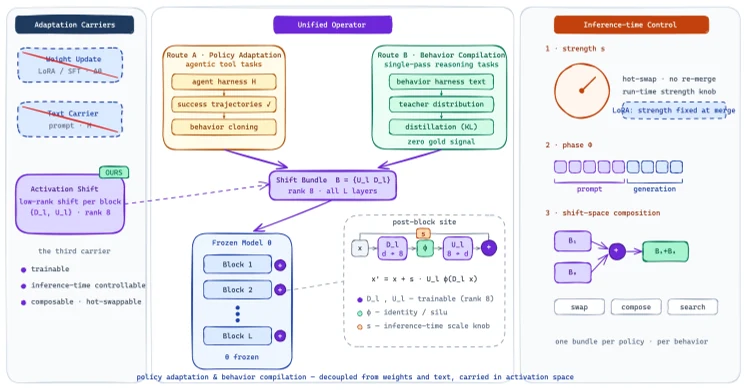 Adaptation Carriers
Weight Update
LoRA / SFT · Δθ
Text Carrier
prompt · H
OURS
Activation Shift
low-rank shift per block
(D_l, U_l) · rank 8
the third carrier
trainable
inference-time controllable
composable · hot-swappable
Unified Operator
Route A · Policy Adaptation
agentic tool tasks
agent harness H
success trajectories ✓
behavior cloning
Route B · Behavior Compilation
single-pass reasoning tasks
behavior harness text
teacher distribution
distillation (KL)
zero gold signal
Shift Bundle B = {U_l D_l}
rank 8 · all L layers
Frozen Model θ
Block 1
+
Block 2
+
Block L
+
θ frozen
post-block site
s
x
D_l
d → 8
ϕ
U_l
8 → d
+
x' = x + s · U_l ϕ(D_l x)
D_l , U_l — trainable (rank 8)
ϕ — identity / silu
s — inference-time scale knob
Inference-time Control
1 · strength s
hot-swap · no re-merge
run-time strength knob
LoRA: strength fixed at merge
2 · phase Φ
prompt
generation
3 · shift-space composition
B₁
B₂
+
B₁+B₂
swap
compose
search
one bundle per policy · per behavior
policy adaptation & behavior compilation — decoupled from weights and text, carried in activation space